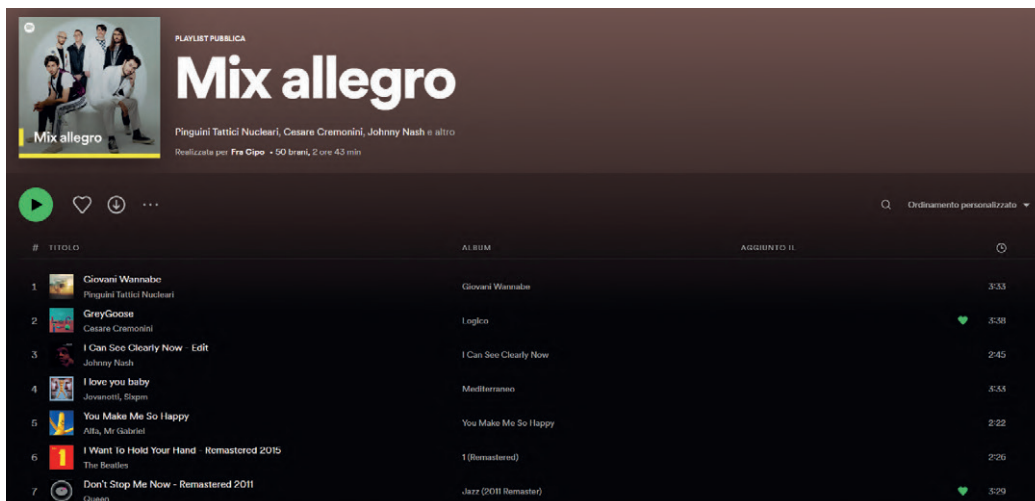 PLAYLIST PUBBLICA
Mix allegro
Mix allegro
Pinguini Tattici Nucleari, Cesare Cremonini, Johnny Nash e altro
Realizzata per Fra Cipo • 50 brani, 2 ore 43 min
Ordinamento personalizzato
# TITOLO ALBUM AGGIUNTO IL
1 Giovani Wannabe Giovani Wannabe 3:33
Pinguini Tattici Nucleari
2 GreyGoose Logico 3:38
Cesare Cremonini
3 I Can See Clearly Now - Edit I Can See Clearly Now 2:45
Johnny Nash
4 I love you baby Mediterraneo 3:33
Jovanotti, Sixpm
5 You Make Me So Happy You Make Me So Happy 2:22
Alfa, Mr Gabriel
6 I Want To Hold Your Hand - Remastered 2015 1 (Remastered) 2:26
The Beatles
7 Don't Stop Me Now - Remastered 2011 Jazz (2011 Remaster) 3:29
Queen